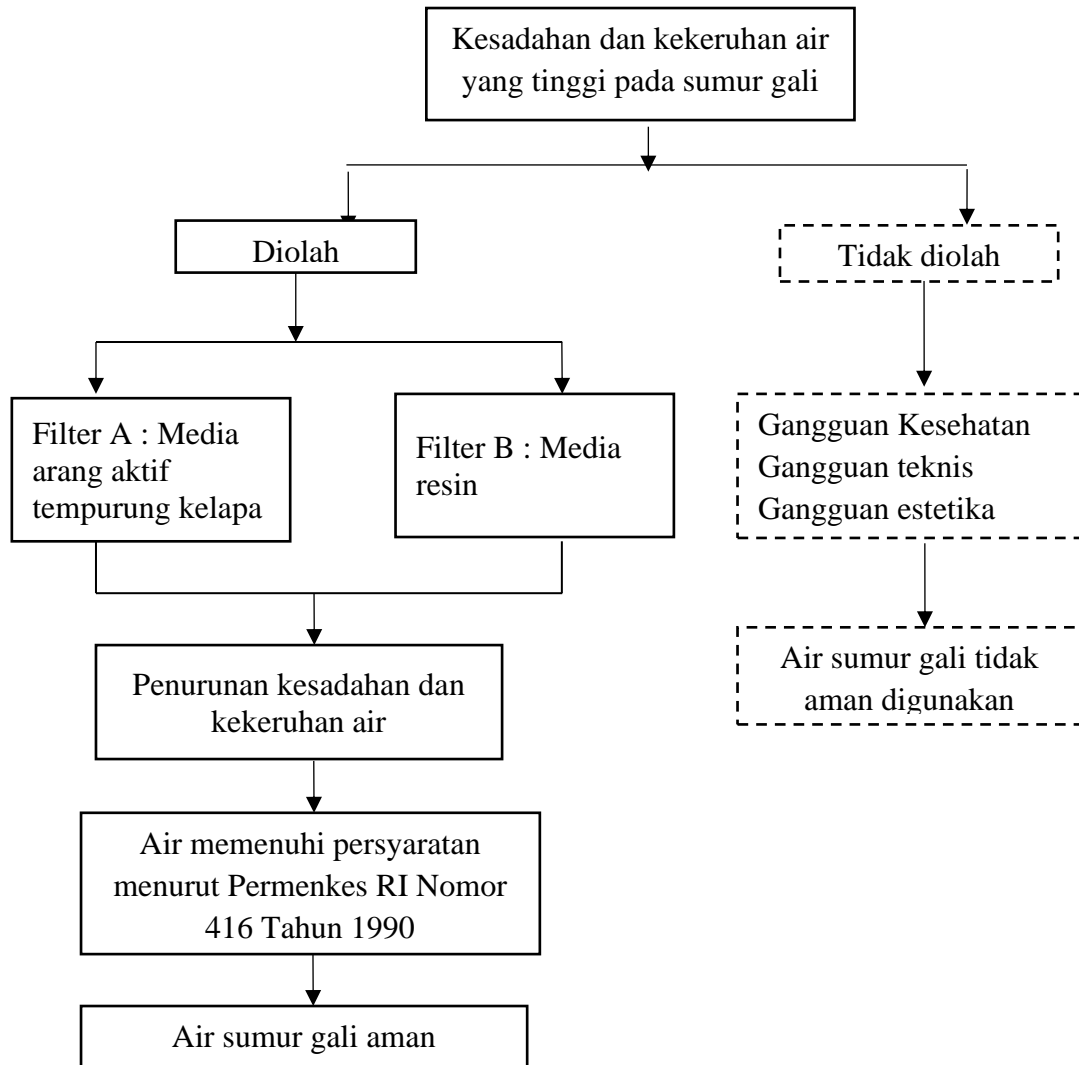 Kesadahan dan kekeruhan air
yang tinggi pada sumur gali
Diolah
Tidak diolah
Filter A : Media
arang aktif
tempurung kelapa
Filter B : Media
resin
Gangguan Kesehatan
Gangguan teknis
Gangguan estetika
Penurunan kesadahan dan
kekeruhan air
Air sumur gali tidak
aman digunakan
Air memenuhi persyaratan
menurut Permenkes RI Nomor
416 Tahun 1990
Air sumur gali aman